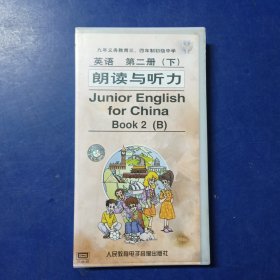 九年义务教育三、四年制初级中学
英语 第二册（下）
朗读与听力
Junior English
for China
Book 2 (B)
人民教育电子音像出版社